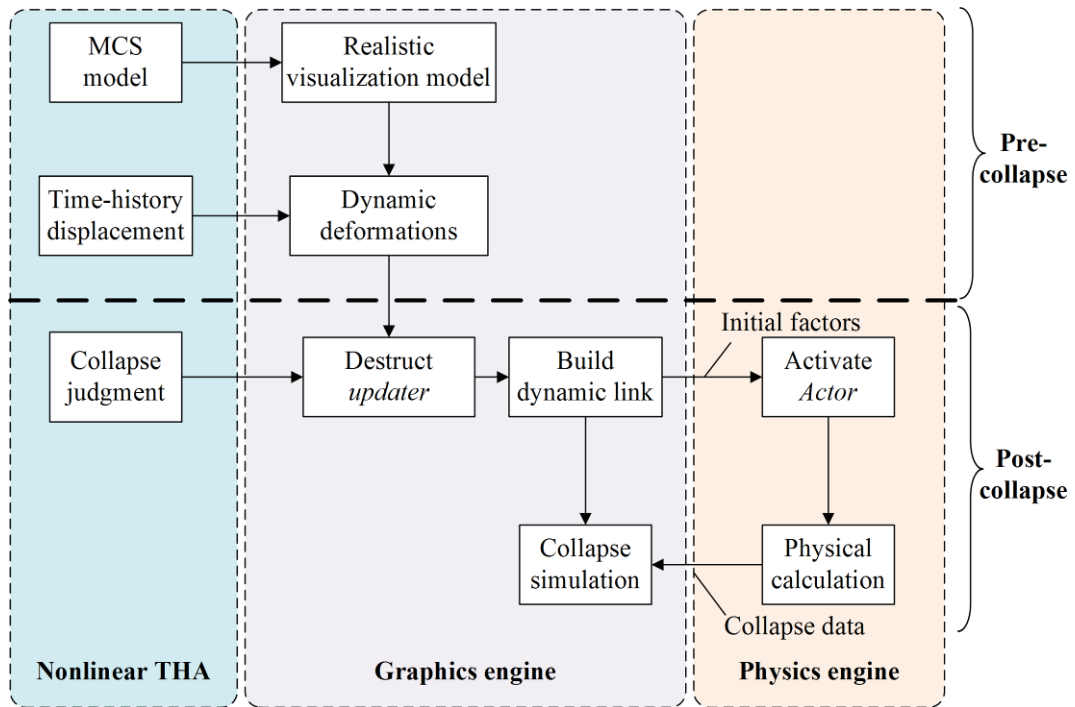 MCS
model
Realistic
visualization model
Pre-
collapse
Time-history
displacement
Dynamic
deformations
Initial factors
Collapse
judgment
Destruct
updater
Build
dynamic link
Activate
Actor
Post-
collapse
Collapse
simulation
Physical
calculation
Collapse data
Nonlinear THA
Graphics engine
Physics engine